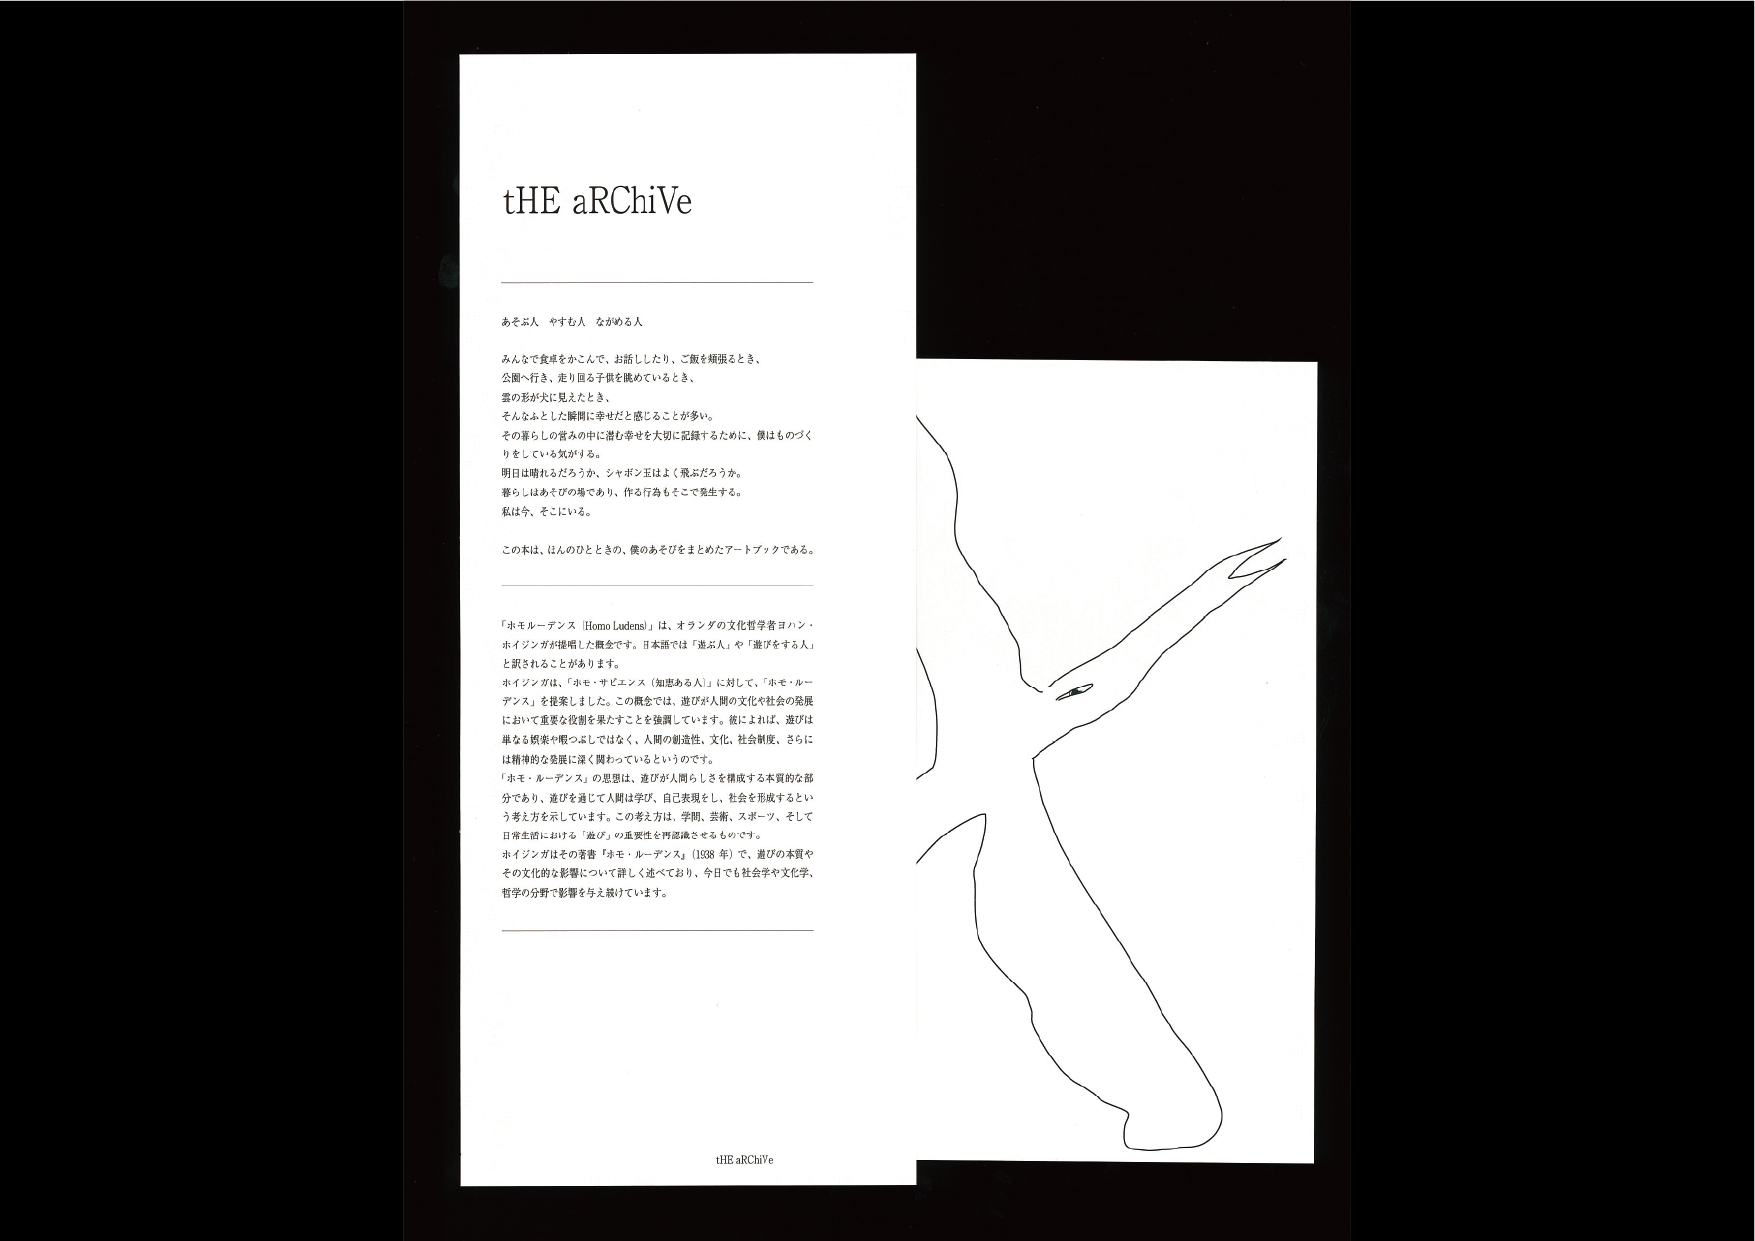 tHE aRChiVe
あそぶ人　やすむ人　ながめる人
みんなで食卓をかこんで、お話ししたり、ご飯を頬張るとき、
公園へ行き、走り回る子供を眺めているとき、
雲の形が犬に見えたとき、
そんなふとした瞬間に幸せだと感じることが多い。
その暮らしの営みの中に潜む幸せを大切に記録するために、僕はものづく
りをしている気がする。
明日は晴れるだろうか、シャボン玉はよく飛ぶだろうか。
暮らしはあそびの場であり、作る行為もそこで発生する。
私は今、そこにいる。
この本は、ほんのひとときの、僕のあそびをまとめたアートブックである。
「ホモルーデンス（Homo Ludens）」は、オランダの文化哲学者ヨハン・
ホイジンガが提唱した概念です。日本語では「遊ぶ人」や「遊びをする人」
と訳されることがあります。
ホイジンガは、「ホモ・サピエンス（知恵ある人）」に対して、「ホモ・ルー
デンス」を提案しました。この概念では、遊びが人間の文化や社会の発展
において重要な役割を果たすことを強調しています。彼によれば、遊びは
単なる娯楽や暇つぶしではなく、人間の創造性、文化、社会制度、さらに
は精神的な発展に深く関わっているというのです。
「ホモ・ルーデンス」の思想は、遊びが人間らしさを構成する本質的な部
分であり、遊びを通じて人間は学び、自己表現をし、社会を形成するとい
う考え方を示しています。この考え方は、学問、芸術、スポーツ、そして
日常生活における「遊び」の重要性を再認識させるものです。
ホイジンガはその著書『ホモ・ルーデンス』（1938 年）で、遊びの本質や
その文化的な影響について詳しく述べており、今日でも社会学や文化学、
哲学の分野で影響を与え続けています。
tHE aRChiVe